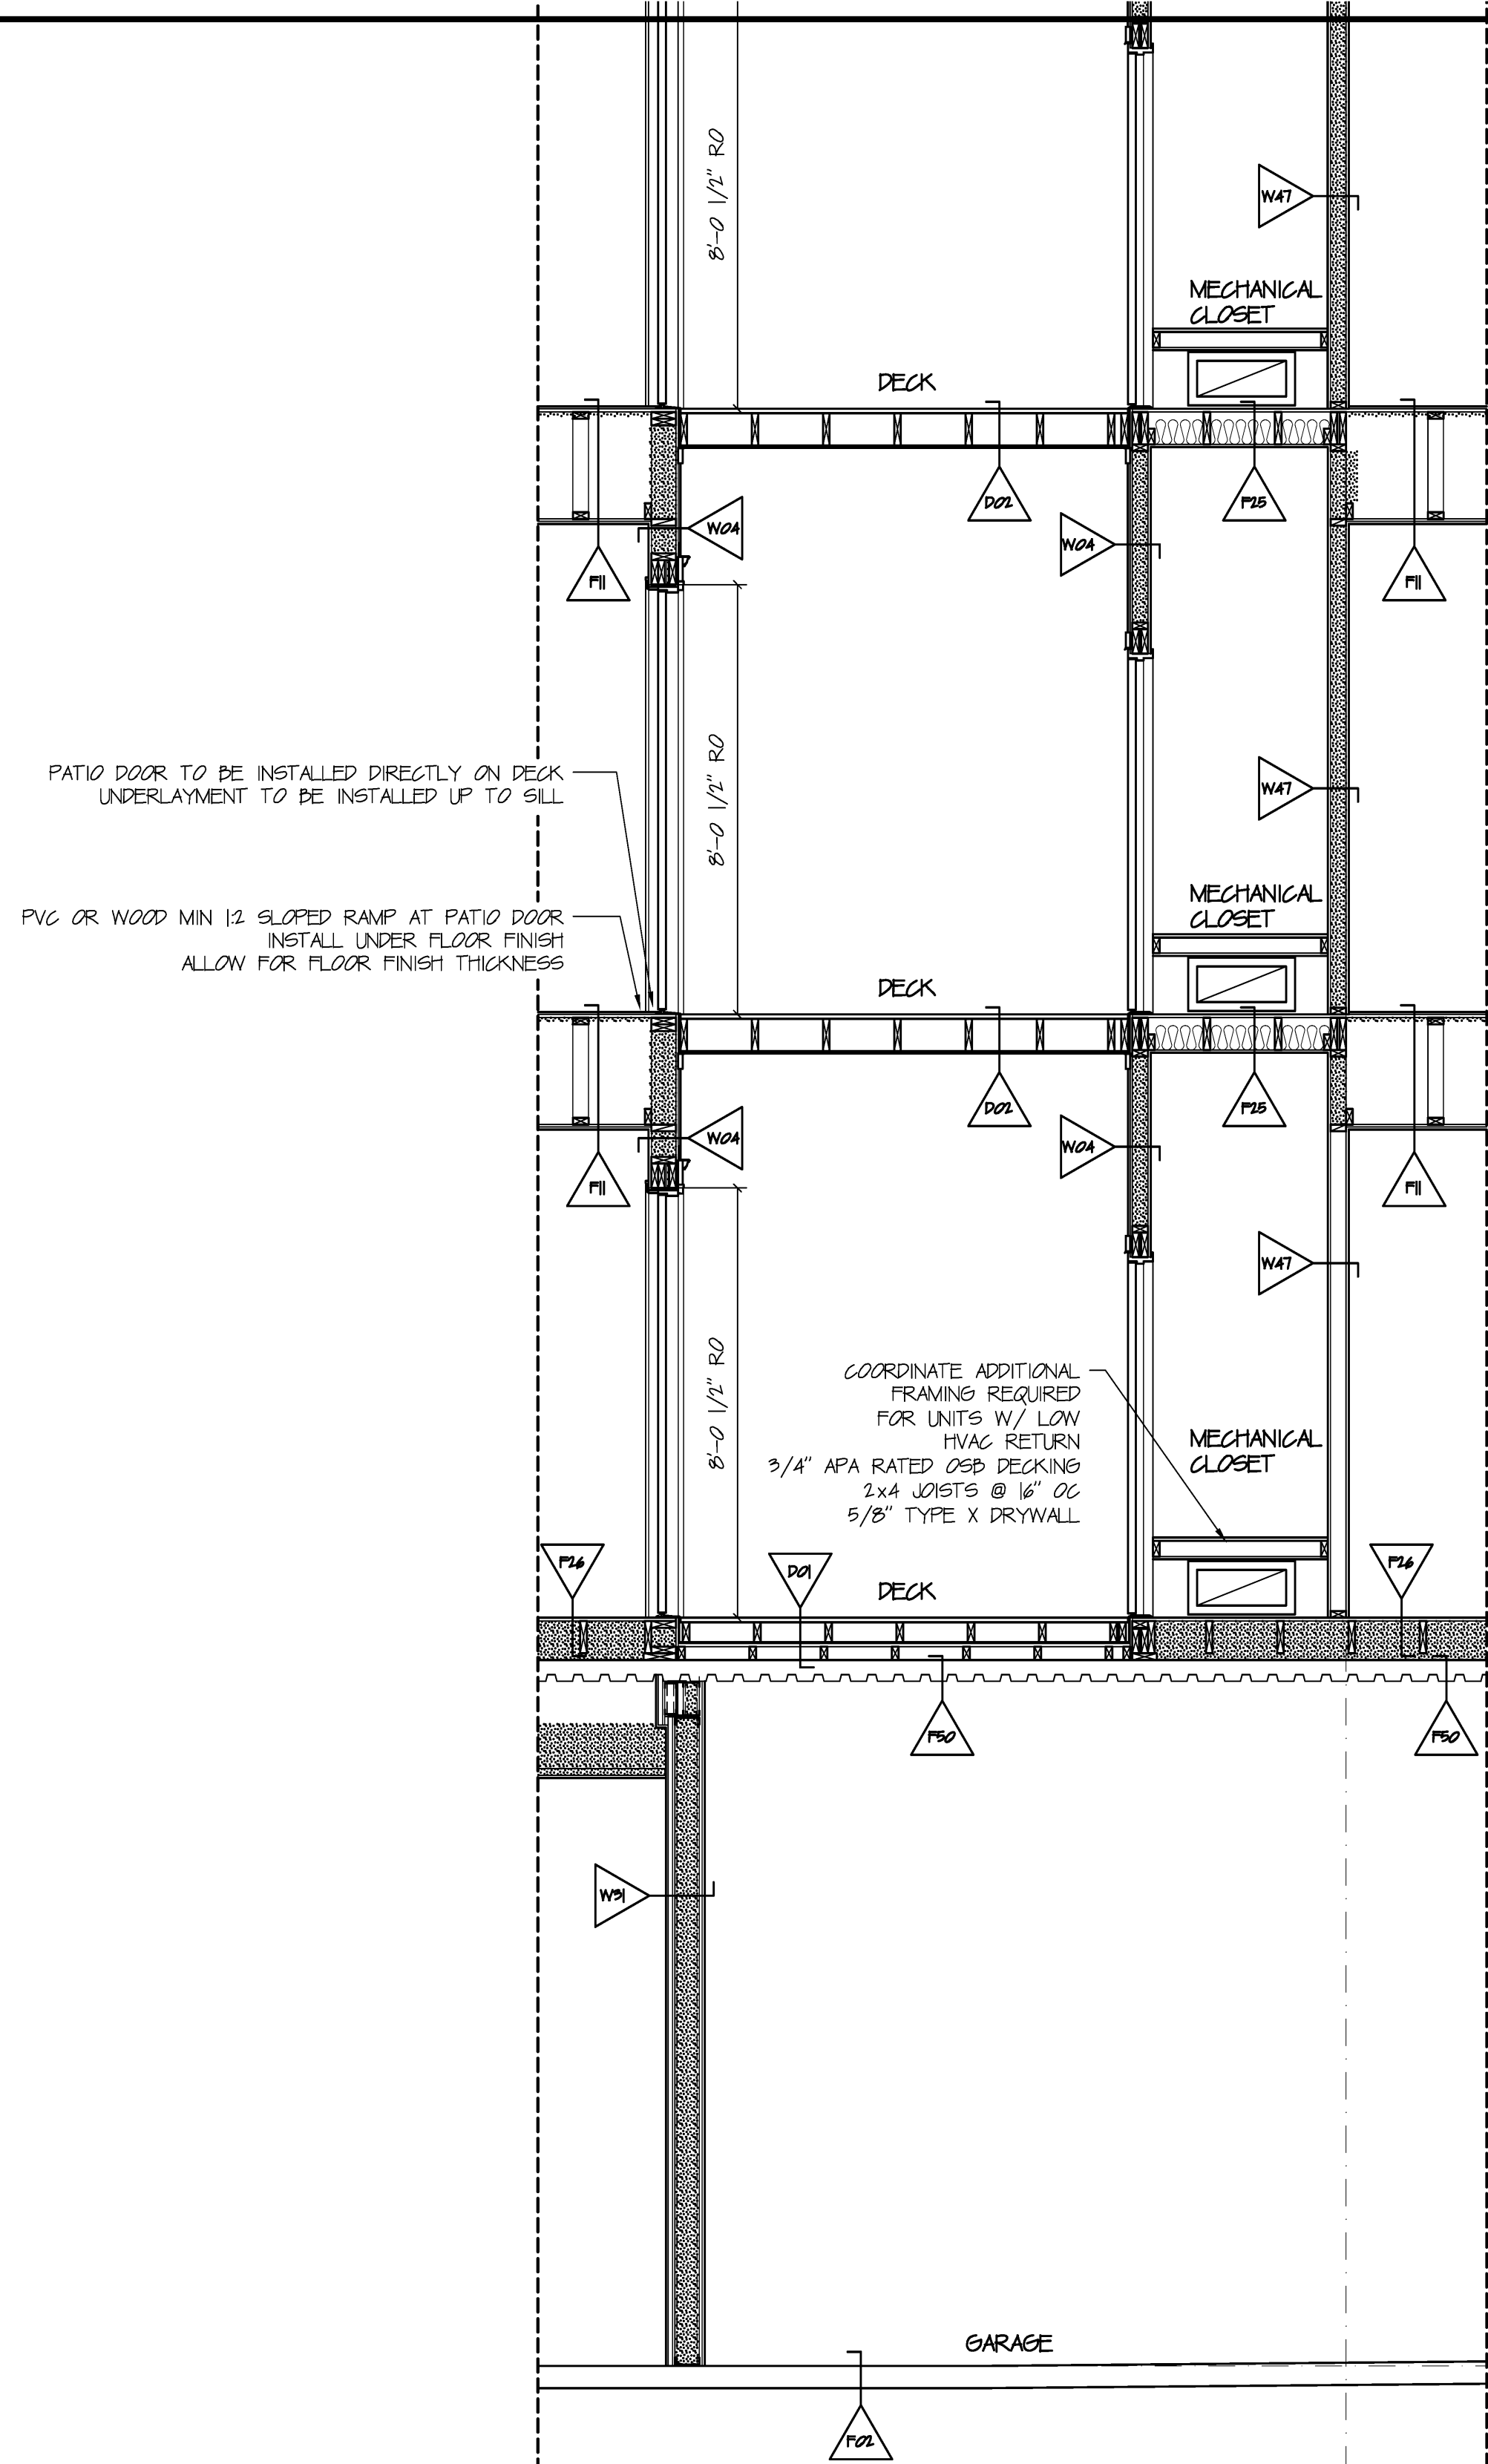 8'-0 1/2" RO
W47
MECHANICAL
CLOSET
DECK
D02
F25
W04
W04
F11
F11
PATIO DOOR TO BE INSTALLED DIRECTLY ON DECK
UNDERLAYMENT TO BE INSTALLED UP TO SILL
8'-0 1/2" RO
W47
PVC OR WOOD MIN 1:2 SLOPED RAMP AT PATIO DOOR
INSTALL UNDER FLOOR FINISH
ALLOW FOR FLOOR FINISH THICKNESS
MECHANICAL
CLOSET
DECK
D02
F25
W04
W04
F11
F11
W47
8'-0 1/2" RO
COORDINATE ADDITIONAL
FRAMING REQUIRED
FOR UNITS W/ LOW
HVAC RETURN
3/4" APA RATED OSB DECKING
2x4 JOISTS @ 16" OC
5/8" TYPE X DRYWALL
MECHANICAL
CLOSET
F26
D01
DECK
F26
F50
F50
W31
GARAGE
F02